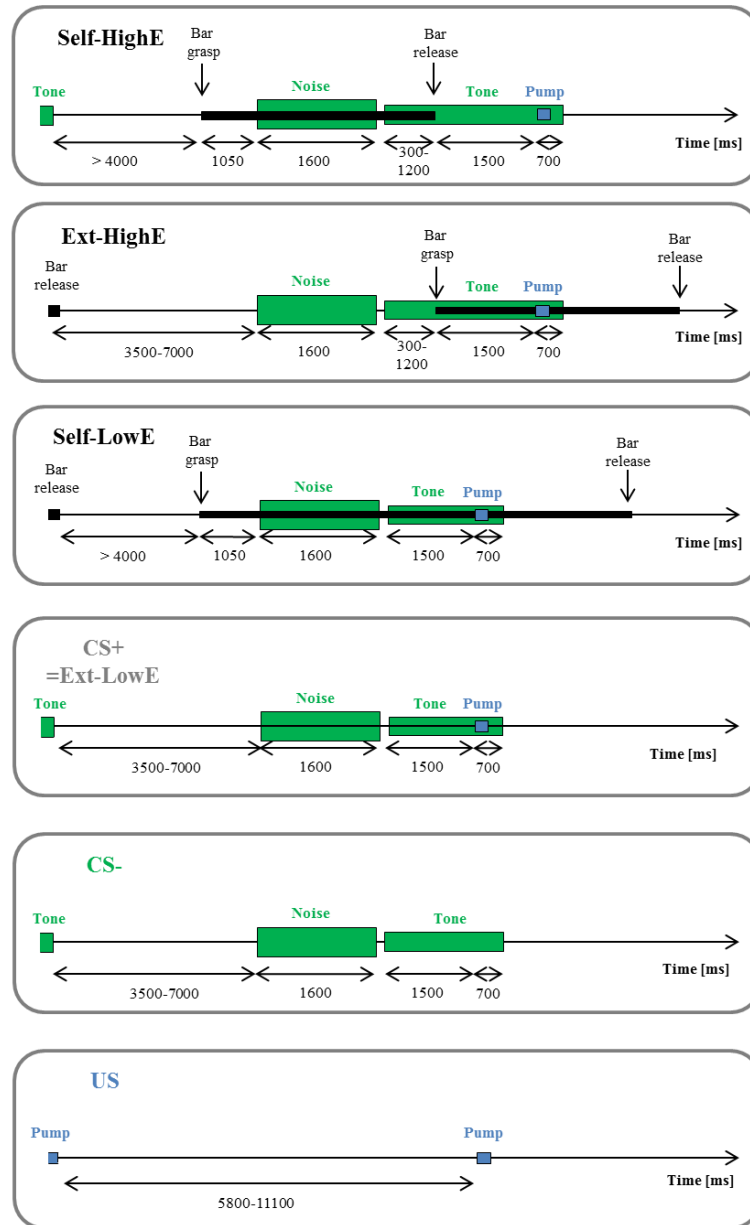 Self-HighE
Bar
grasp
Bar
release
Tone
Noise
Tone
Pump
Time [ms]
> 4000
1050
1600
300-
1200
1500
700
Ext-HighE
Bar
release
Bar
grasp
Bar
release
Noise
Tone
Pump
Time [ms]
3500-7000
1600
300-
1200
1500
700
Self-LowE
Bar
release
Bar
grasp
Bar
release
Noise
Tone
Pump
Time [ms]
> 4000
1050
1600
1500
700
CS+
=Ext-LowE
Tone
Noise
Tone
Pump
Time [ms]
3500-7000
1600
1500
700
CS-
Tone
Noise
Tone
Time [ms]
3500-7000
1600
1500
700
US
Pump
Pump
Time [ms]
5800-11100